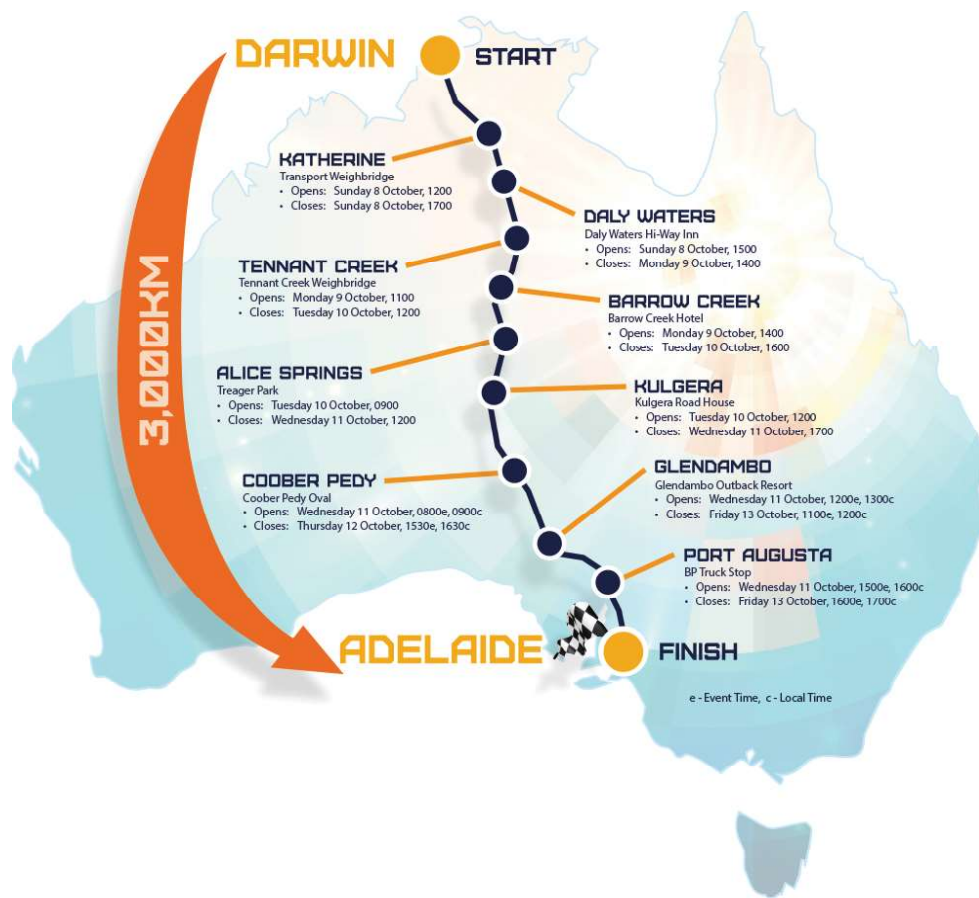 DARWIN
START
KATHERINE
Transport Weighbridge
• Opens: Sunday 8 October, 1200
• Closes: Sunday 8 October, 1700
DALY WATERS
Daly Waters Hi-Way Inn
• Opens: Sunday 8 October, 1500
• Closes: Monday 9 October, 1400
TENNANT CREEK
Tennant Creek Weighbridge
• Opens: Monday 9 October, 1100
• Closes: Tuesday 10 October, 1200
BARROW CREEK
Barrow Creek Hotel
• Opens: Monday 9 October, 1400
• Closes: Tuesday 10 October, 1600
3,000KM
ALICE SPRINGS
Treager Park
• Opens: Tuesday 10 October, 0900
• Closes: Wednesday 11 October, 1200
KULGERA
Kulgera Road House
• Opens: Tuesday 10 October, 1200
• Closes: Wednesday 11 October, 1700
COOBER PEDY
Coober Pedy Oval
• Opens: Wednesday 11 October, 0800e, 0900c
• Closes: Thursday 12 October, 1530e, 1630c
GLENDAMBO
Glendambo Outback Resort
• Opens: Wednesday 11 October, 1200e, 1300c
• Closes: Friday 13 October, 1100e, 1200c
PORT AUGUSTA
BP Truck Stop
• Opens: Wednesday 11 October, 1500e, 1600c
• Closes: Friday 13 October, 1600e, 1700c
ADELAIDE
FINISH
e - Event Time, c - Local Time